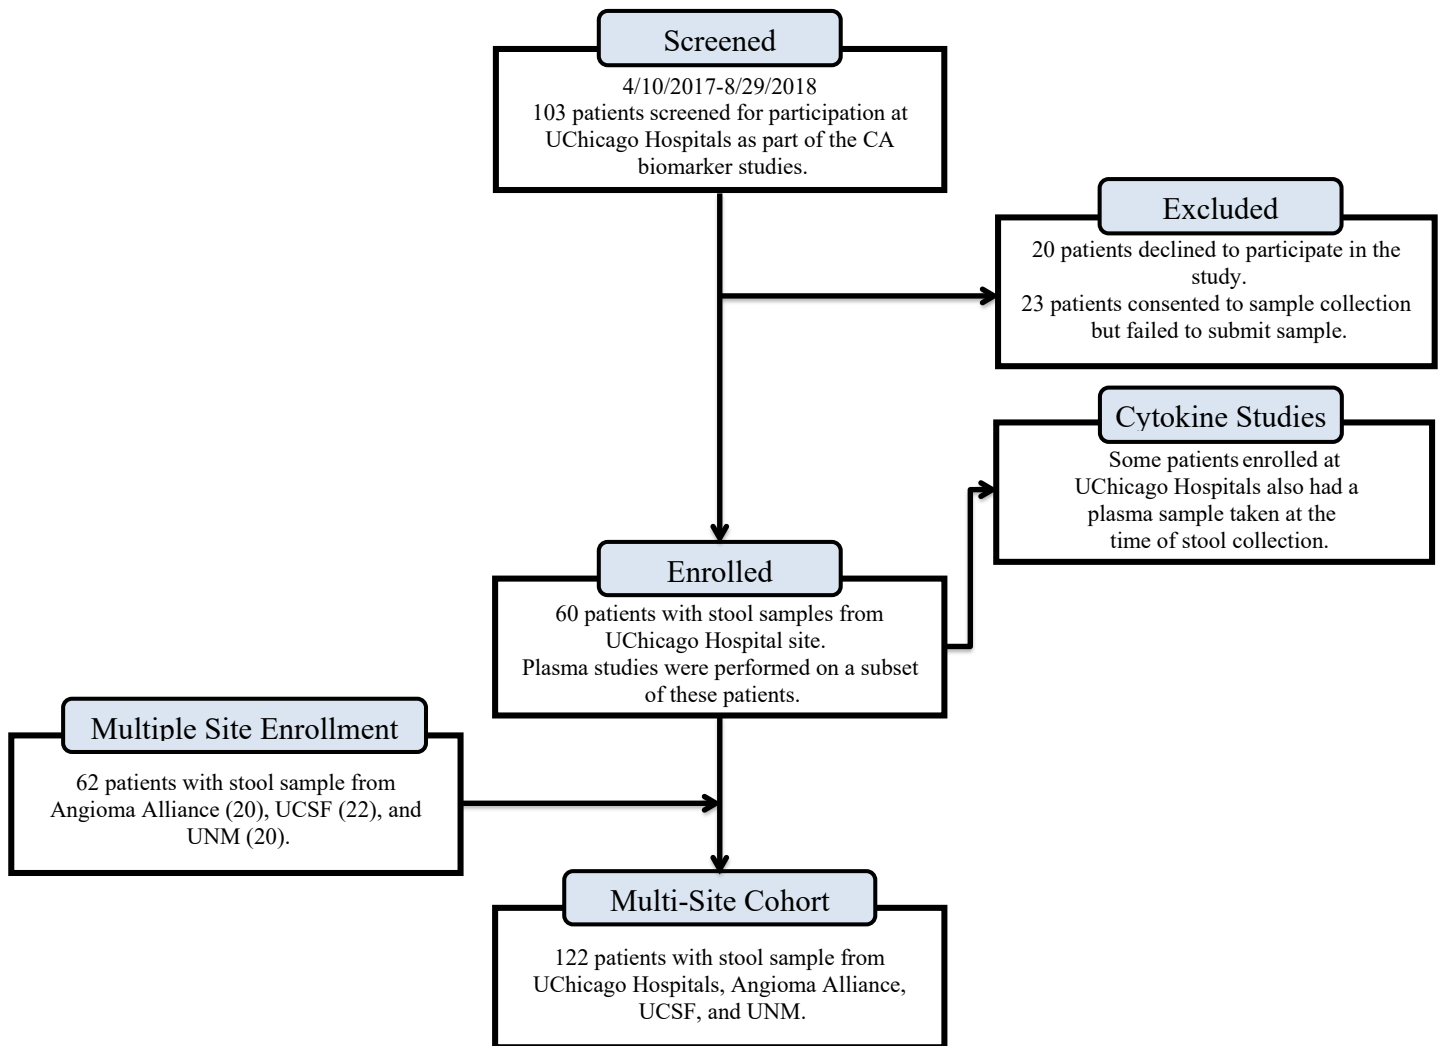 Screened
4/10/2017-8/29/2018
103 patients screened for participation at
UChicago Hospitals as part of the CA
biomarker studies.
Excluded
20 patients declined to participate in the
study.
23 patients consented to sample collection
but failed to submit sample.
Cytokine Studies
Some patients enrolled at
UChicago Hospitals also had a
plasma sample taken at the
time of stool collection.
Enrolled
60 patients with stool samples from
UChicago Hospital site.
Plasma studies were performed on a subset
of these patients.
Multiple Site Enrollment
62 patients with stool sample from
Angioma Alliance (20), UCSF (22), and
UNM (20).
Multi-Site Cohort
122 patients with stool sample from
UChicago Hospitals, Angioma Alliance,
UCSF, and UNM.